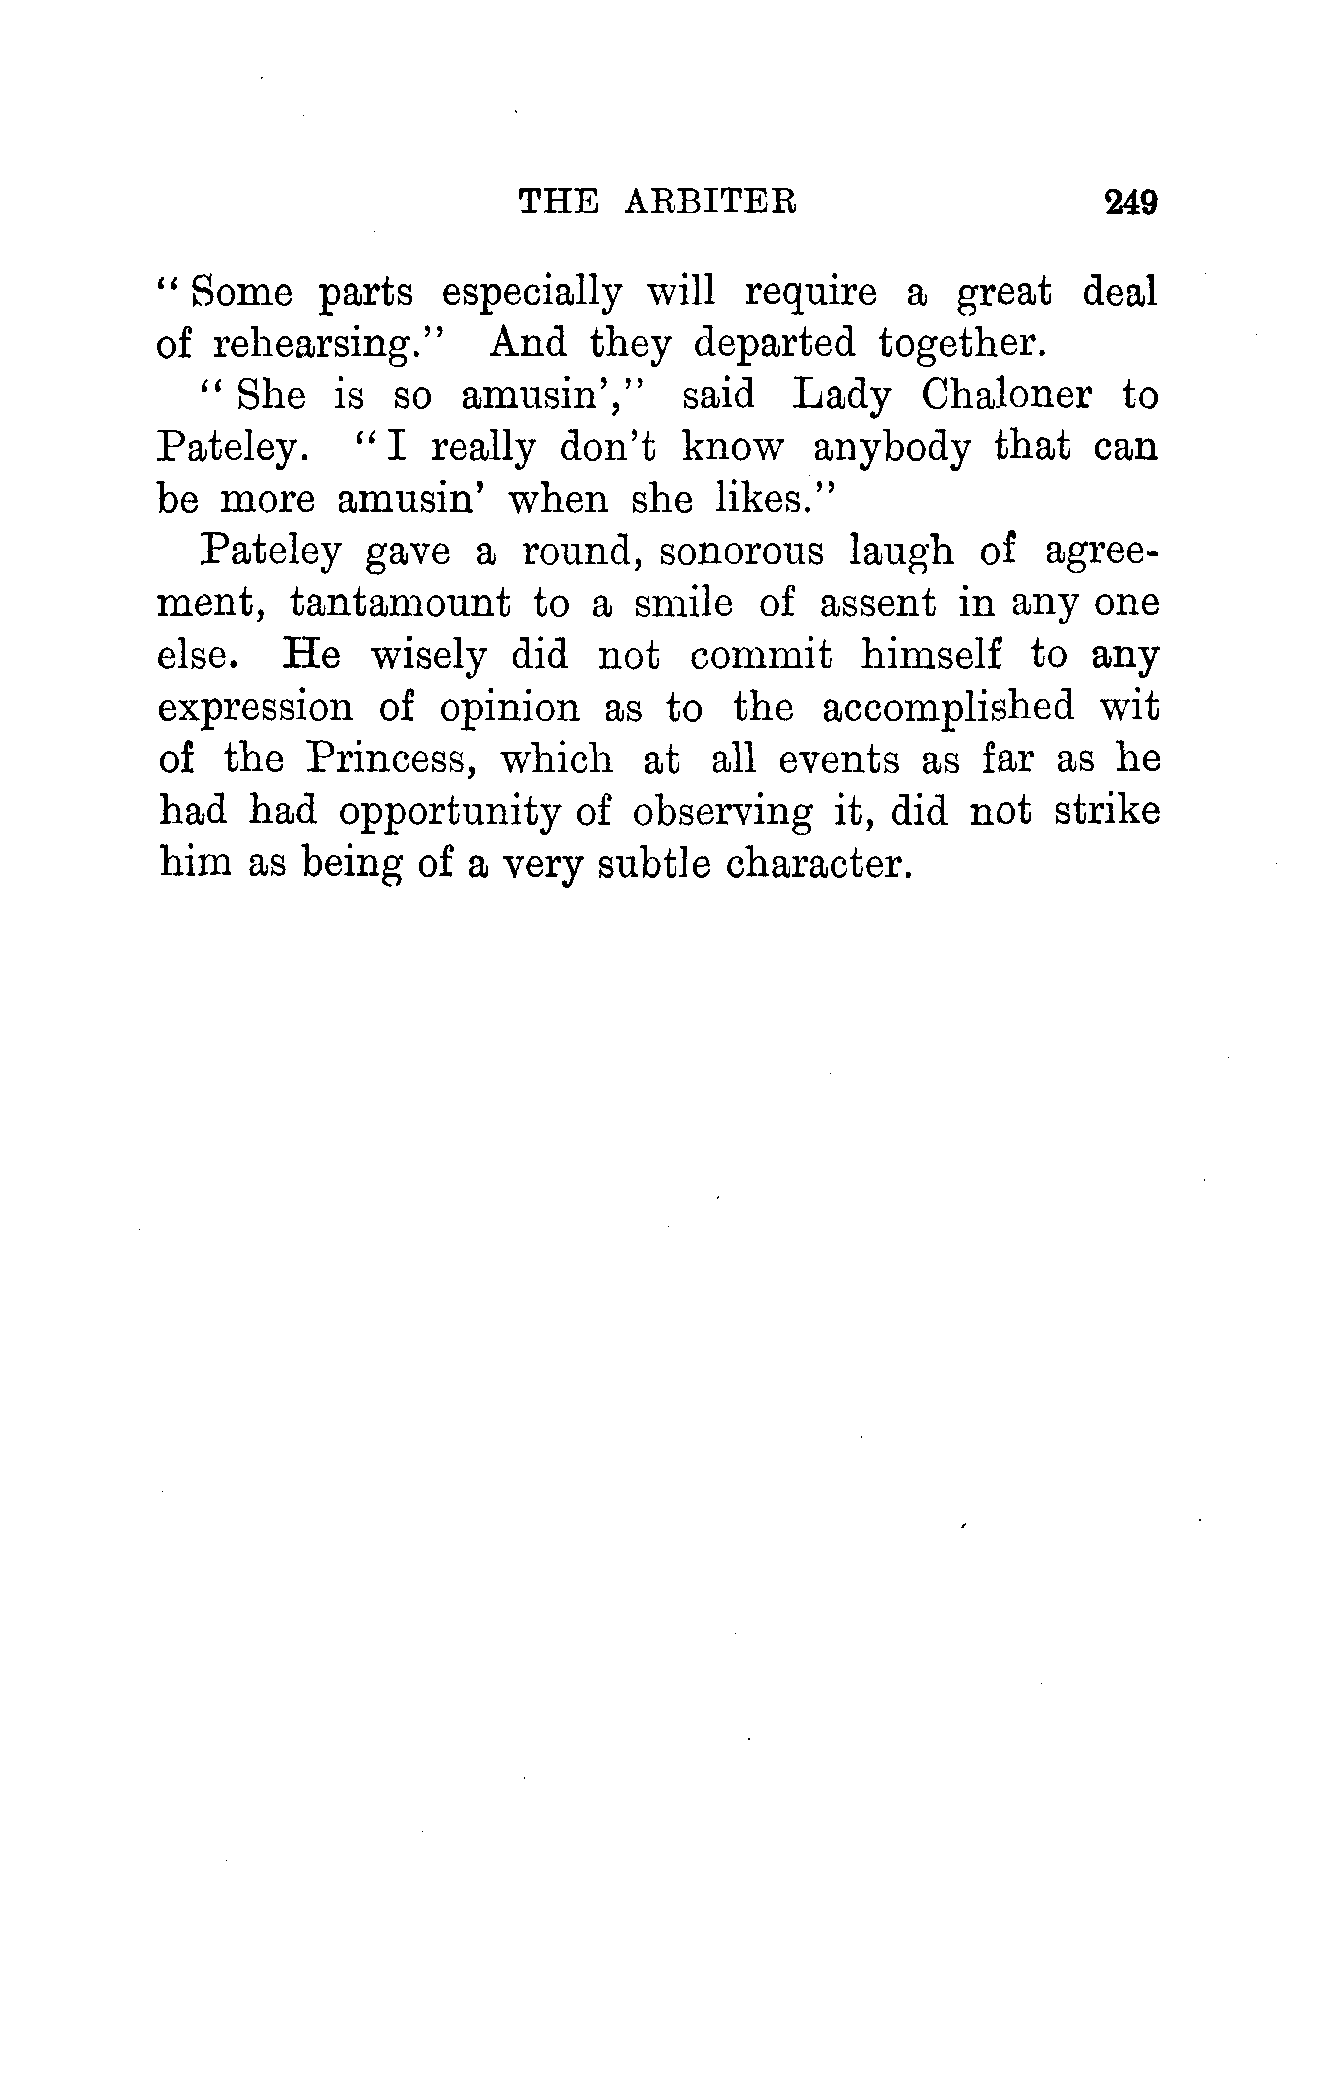 THE ARBITER 249
"Some parts especially will require a great deal
of rehearsing." And they departed together.
"She is so amusin'," said Lady Chaloner to
Pateley. "I really don't know anybody that can
be more amusin' when she likes."
Pateley gave a round, sonorous laugh of agree-
ment, tantamount to a smile of assent in any one
else. He wisely did not commit himself to any
expression of opinion as to the accomplished wit
of the Princess, which at all events as far as he
had had opportunity of observing it, did not strike
him as being of a very subtle character.